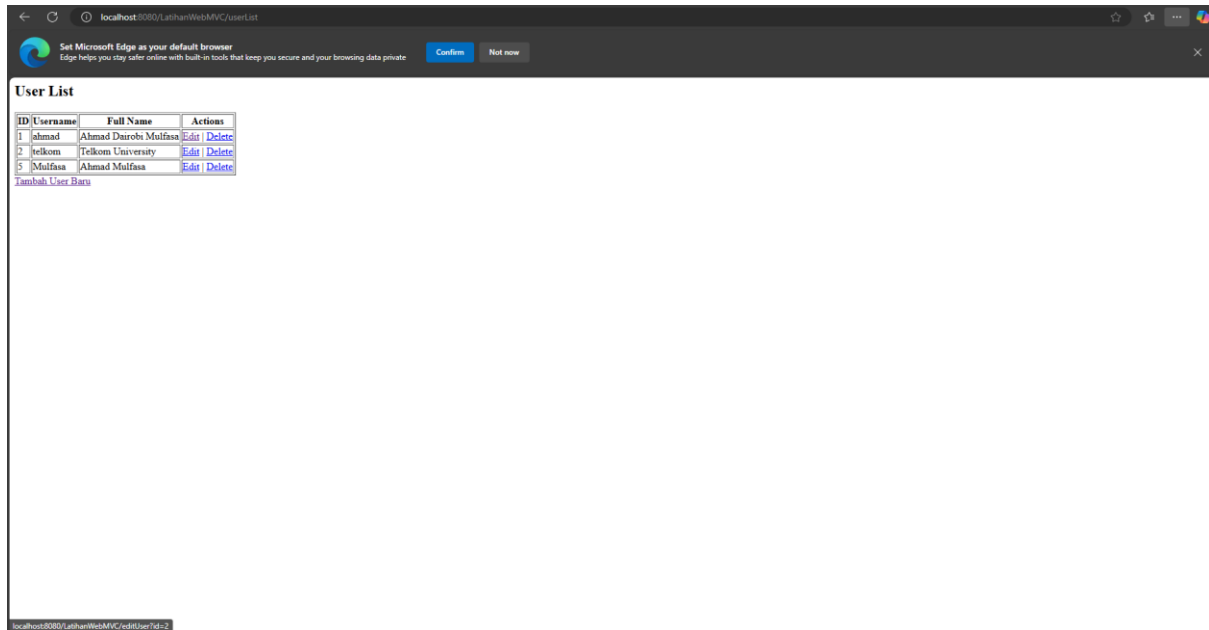 localhost:8080/LatihanWebMVC/userList
Set Microsoft Edge as your default browser
Edge helps you stay safer online with built-in tools that keep you secure and your browsing data private
Confirm
Not now
User List
ID Username Full Name Actions
1 ahmad Ahmad Dairobi Mulfasa Edit | Delete
2 telkom Telkom University Edit | Delete
5 Mulfasa Ahmad Mulfasa Edit | Delete
Tambah User Baru
localhost:8080/LatihanWebMVC/editUser?id=2